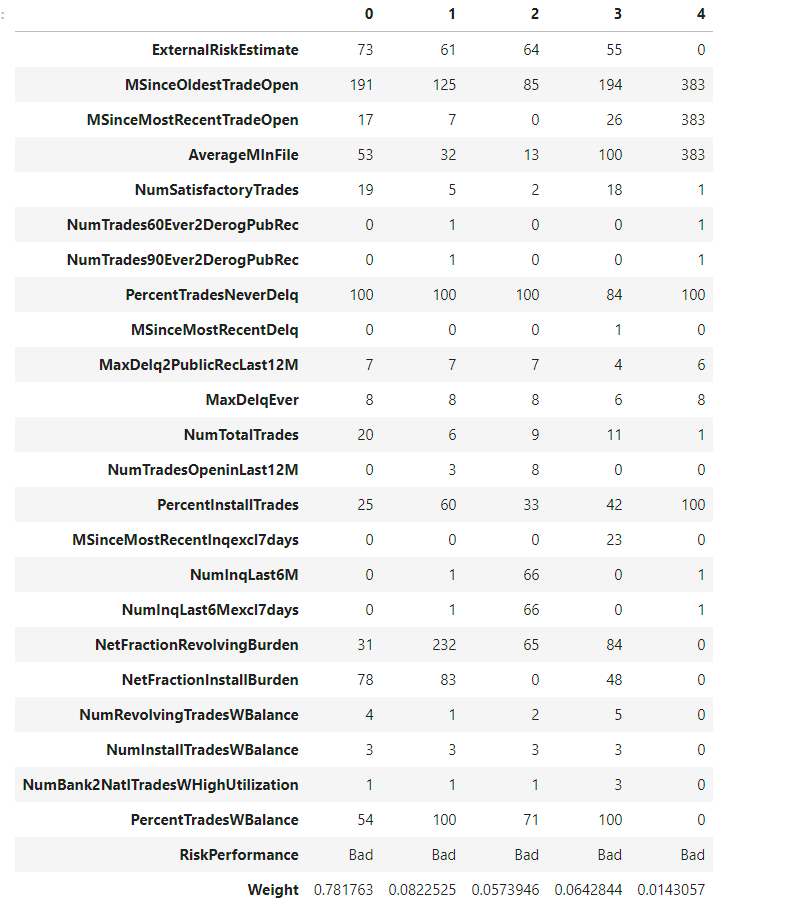 : 0 1 2 3 4
ExternalRiskEstimate 73 61 64 55 0
MSinceOldestTradeOpen 191 125 85 194 383
MSinceMostRecentTradeOpen 17 7 0 26 383
AverageMInFile 53 32 13 100 383
NumSatisfactoryTrades 19 5 2 18 1
NumTrades60Ever2DerogPubRec 0 1 0 0 1
NumTrades90Ever2DerogPubRec 0 1 0 0 1
PercentTradesNeverDelq 100 100 100 84 100
MSinceMostRecentDelq 0 0 0 1 0
MaxDelq2PublicRecLast12M 7 7 7 4 6
MaxDelqEver 8 8 8 6 8
NumTotalTrades 20 6 9 11 1
NumTradesOpeninLast12M 0 3 8 0 0
PercentInstallTrades 25 60 33 42 100
MSinceMostRecentInqexcl7days 0 0 0 23 0
NumInqLast6M 0 1 66 0 1
NumInqLast6Mexcl7days 0 1 66 0 1
NetFractionRevolvingBurden 31 232 65 84 0
NetFractionInstallBurden 78 83 0 48 0
NumRevolvingTradesWBalance 4 1 2 5 0
NumInstallTradesWBalance 3 3 3 3 0
NumBank2NatlTradesWHighUtilization 1 1 1 3 0
PercentTradesWBalance 54 100 71 100 0
RiskPerformance Bad Bad Bad Bad Bad
Weight 0.781763 0.0822525 0.0573946 0.0642844 0.0143057